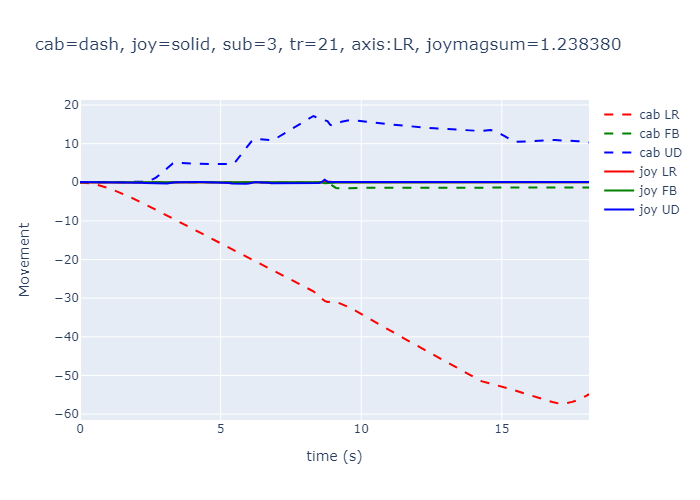 cab=dash, joy=solid, sub=3, tr=21, axis:LR, joymagsum=1.238380
20
10
0
−10
−20
−30
−40
−50
−60
Movement
0
5
10
15
time (s)
cab LR
cab FB
cab UD
joy LR
joy FB
joy UD